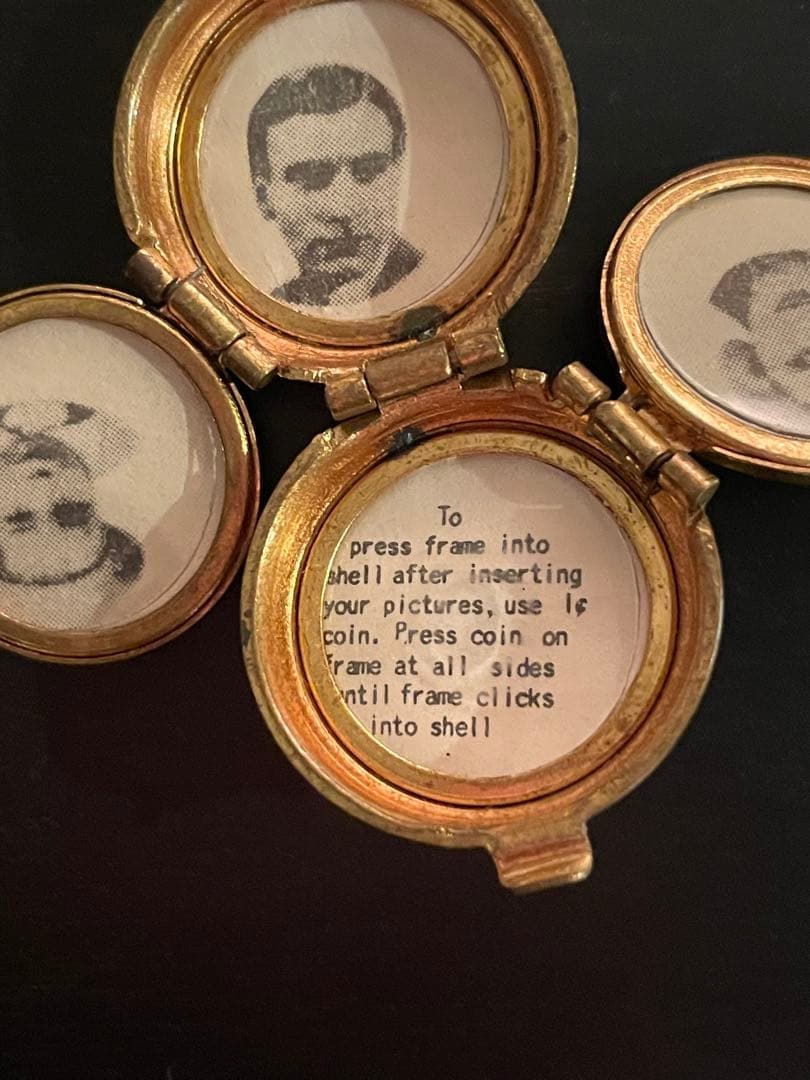 To
press frame into
shell after inserting
your pictures, use 1¢
coin. Press coin on
frame at all sides
until frame clicks
into shell